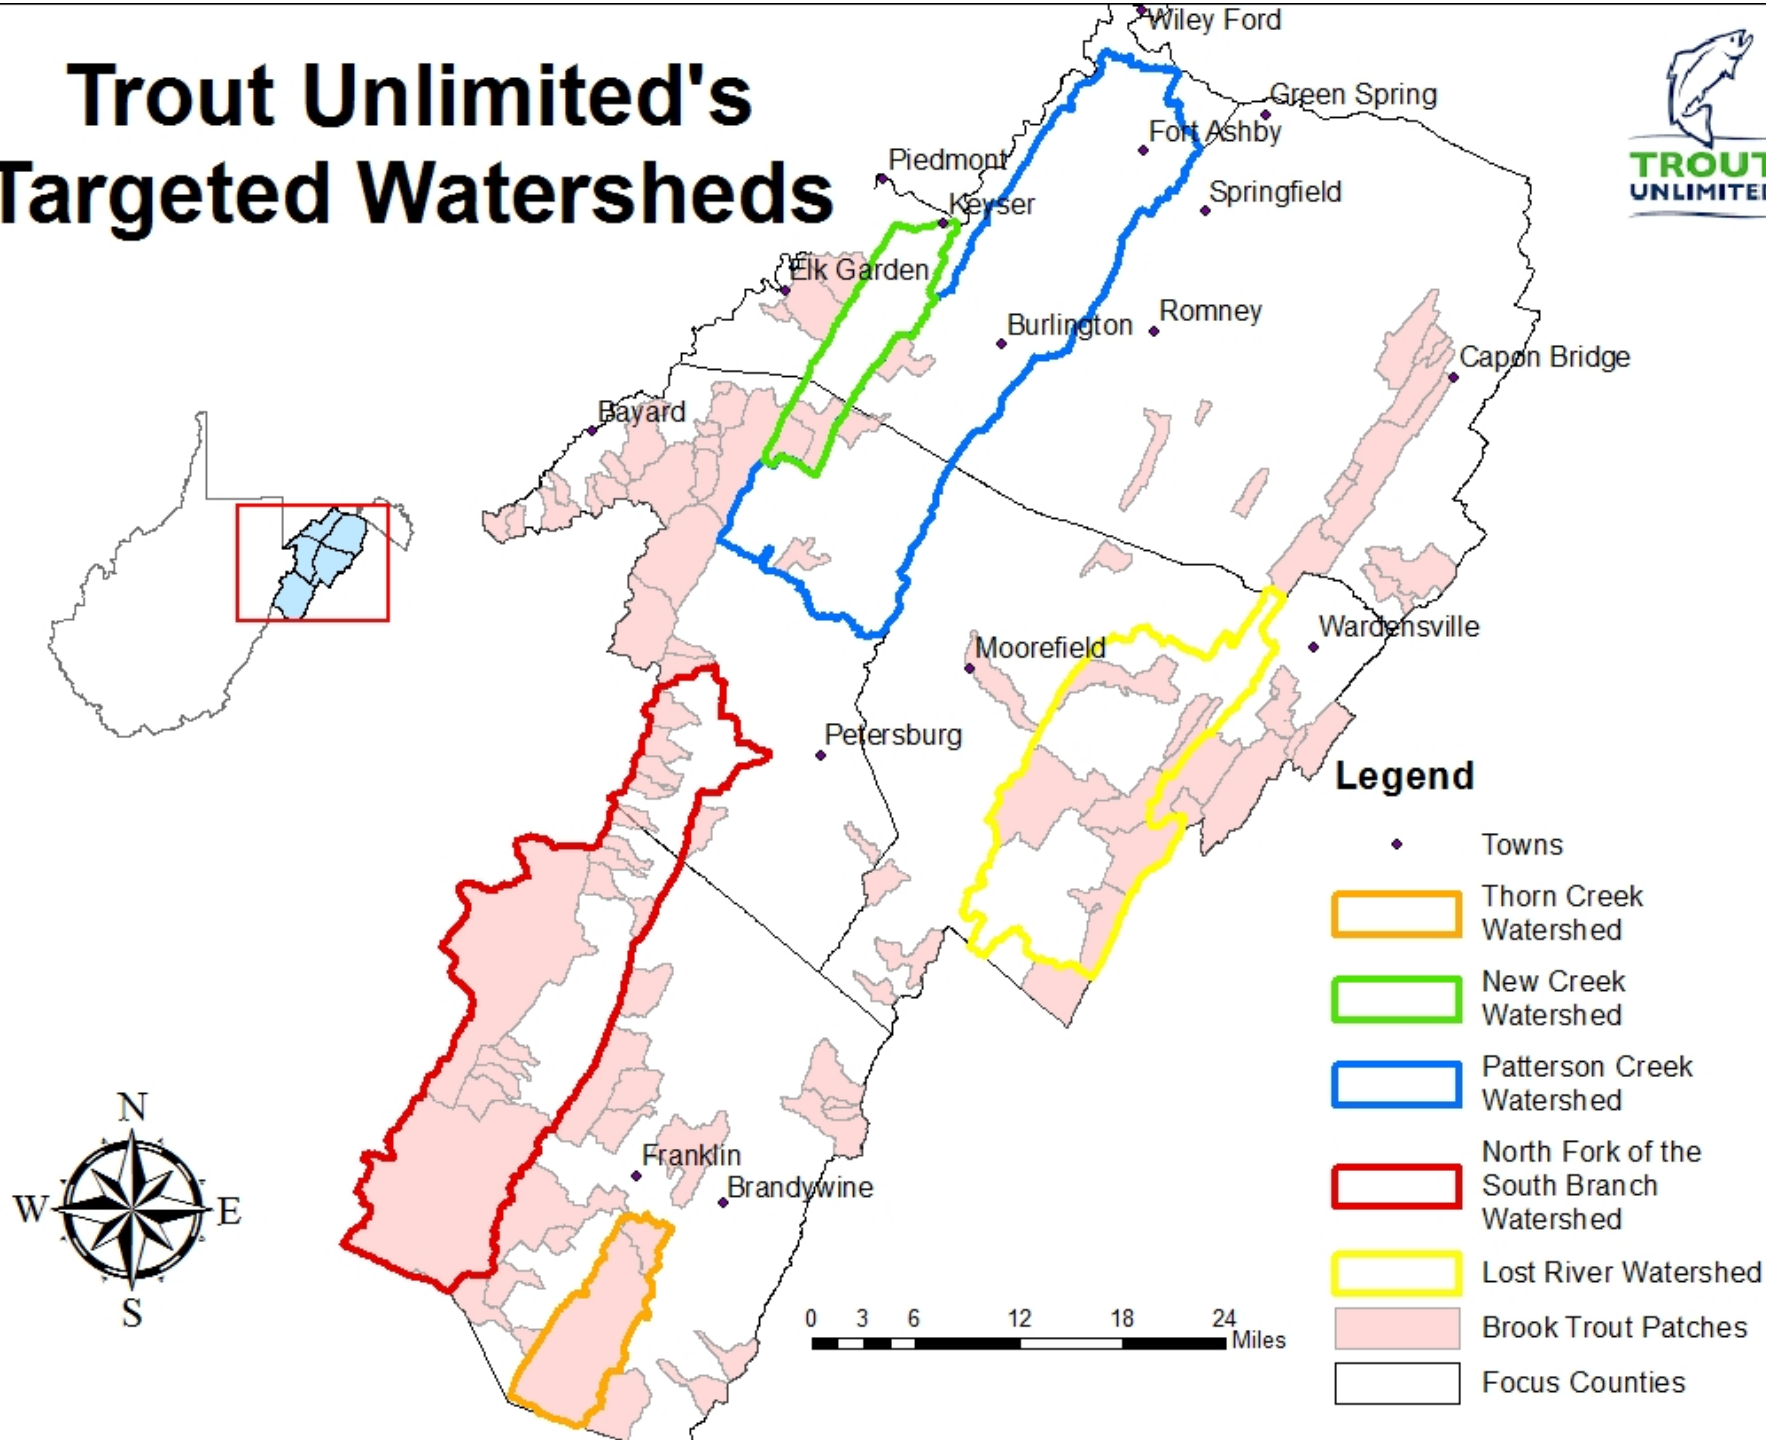 Trout Unlimited's
Targeted Watersheds
Wiley Ford
Green Spring
Fort Ashby
Piedmont
Springfield
Keyser
Elk Garden
Burlington
Romney
Capon Bridge
Bayard
Wardensville
Moorefield
Petersburg
Franklin
Brandywine
TROUT
UNLIMITED
N
W
E
S
0 3 6 12 18 24
Miles
Legend
Towns
Thorn Creek
Watershed
New Creek
Watershed
Patterson Creek
Watershed
North Fork of the
South Branch
Watershed
Lost River Watershed
Brook Trout Patches
Focus Counties